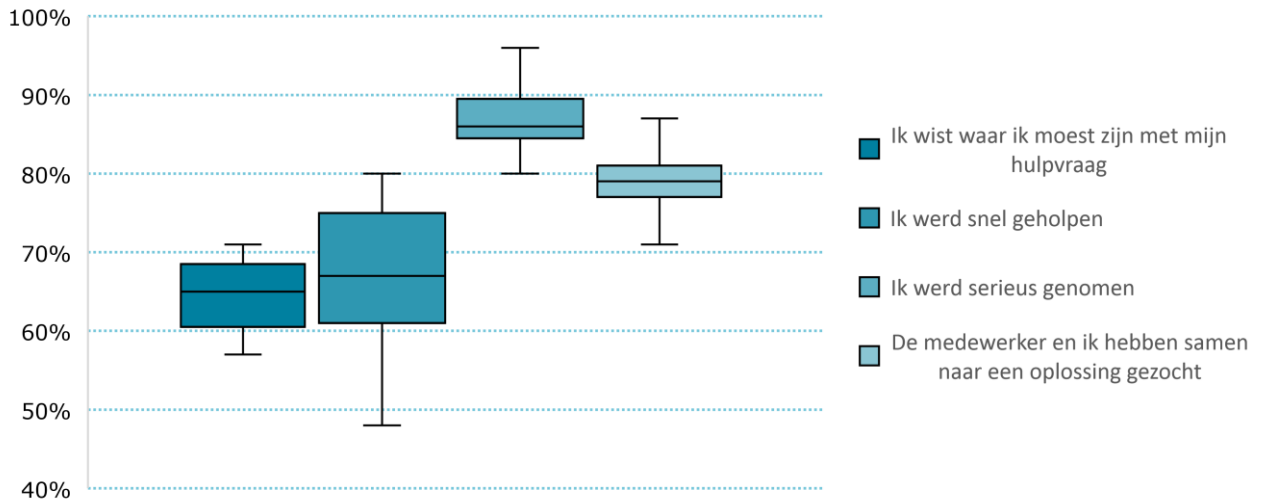 100%
90%
80%
70%
60%
50%
40%
Ik wist waar ik moest zijn met mijn
hulpvraag
Ik werd snel geholpen
Ik werd serieus genomen
De medewerker en ik hebben samen
naar een oplossing gezocht